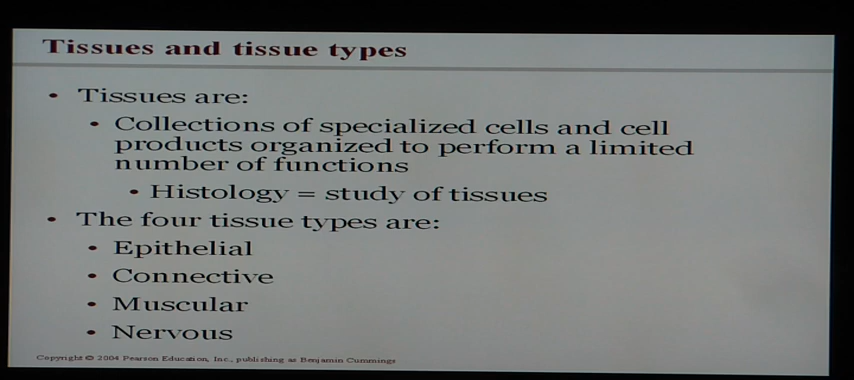 Tissues and tissue types
• Tissues are:
• Collections of specialized cells and cell
products organized to perform a limited
number of functions
• Histology = study of tissues
• The four tissue types are:
• Epithelial
• Connective
• Muscular
• Nervous
Copyright © 2004 Pearson Education, Inc., publishing as Benjamin Cummings